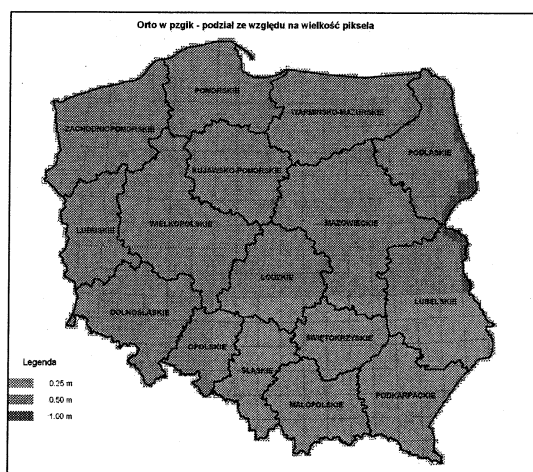 Orto w pzgik - podział ze względu na wielkość piksela
POMORSKIE
WARMIŃSKO-MAZURSKIE
ZACHODNIOPOMORSKIE
PODLASKIE
KUJAWSKO-POMORSKIE
LUBUSKIE
WIELKOPOLSKIE
MAZOWIECKIE
ŁÓDZKIE
LUBELSKIE
DOLNOŚLĄSKIE
OPOLSKIE
ŚWIĘTOKRZYSKIE
ŚLĄSKIE
MAŁOPOLSKIE
PODKARPACKIE
Legenda
0.25 m
0.50 m
1.00 m